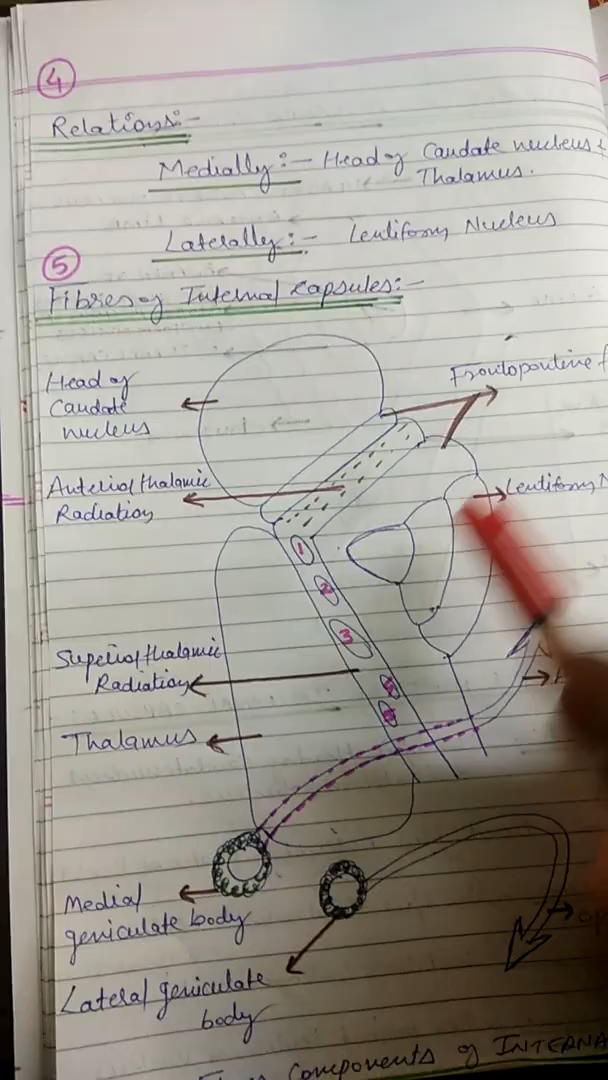 4
Relations:-
Medially:- Head of Caudate nucleus &
Thalamus.
Laterally:- Lentiform Nucleus
5
Fibres of Internal Capsules:-
Head of
Caudate
nucleus
Frontopontine f
Anterior thalamic
Radiation
Lentiform N
1
2
3
Superior thalamic
Radiation
Thalamus
Medial
geniculate body
Lateral geniculate
body
op
Components of INTERNA